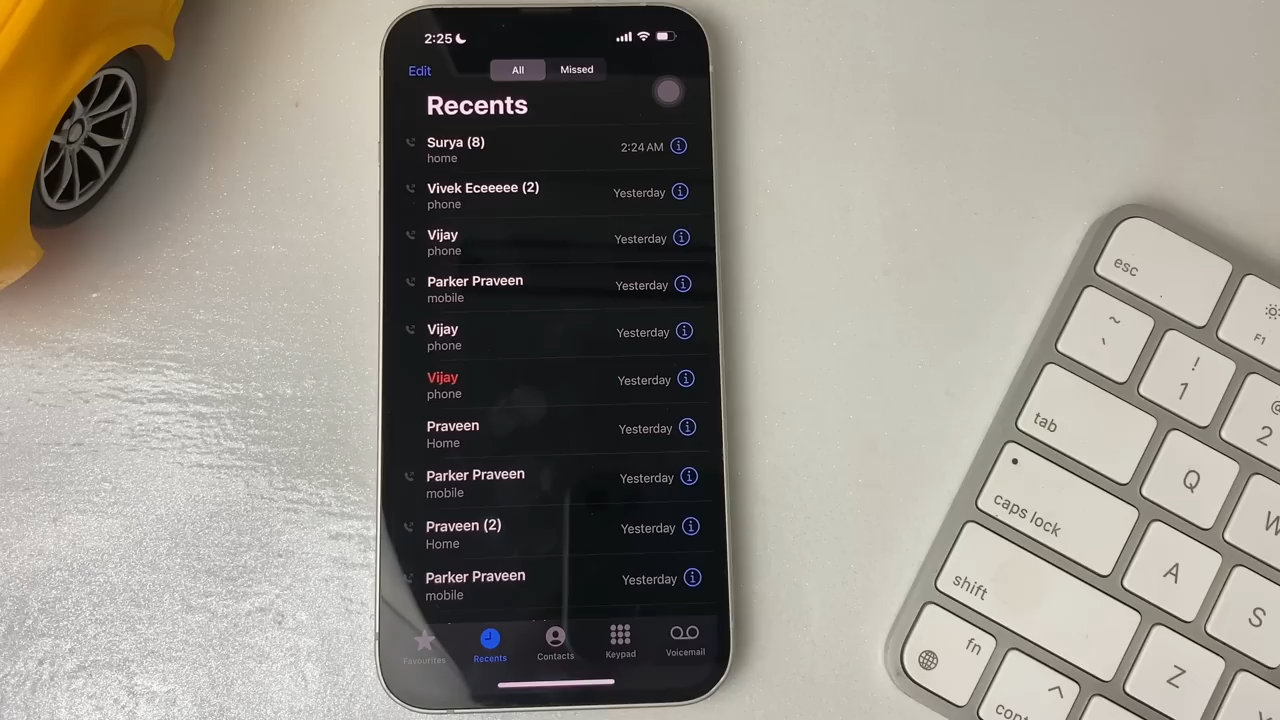 2:25
Edit
All
Missed
Recents
Surya (8)
home
2:24 AM
Vivek Eceeeee (2)
phone
Yesterday
Vijay
phone
Yesterday
Parker Praveen
mobile
Yesterday
Vijay
phone
Yesterday
Vijay
phone
Yesterday
Praveen
Home
Yesterday
Parker Praveen
mobile
Yesterday
Praveen (2)
Home
Yesterday
Parker Praveen
mobile
Yesterday
Favourites
Recents
Contacts
Keypad
Voicemail
esc
F1
~
`
!
1
@
2
tab
Q
W
caps lock
A
S
shift
Z
fn